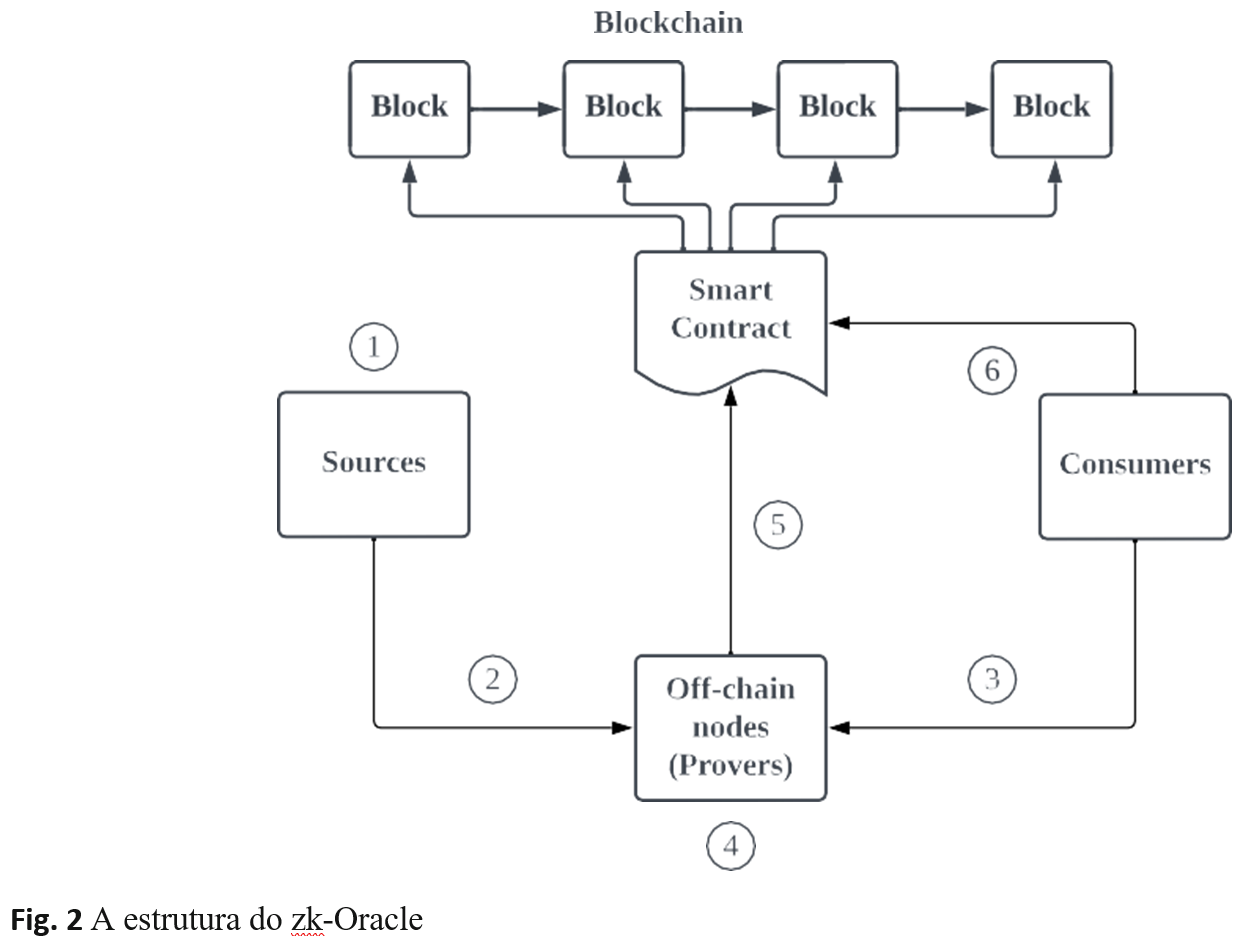 Blockchain
Block
Block
Block
Block
Smart
Contract
1
6
Sources
Consumers
5
2
3
Off-chain
nodes
(Provers)
4
Fig. 2 A estrutura do zk-Oracle